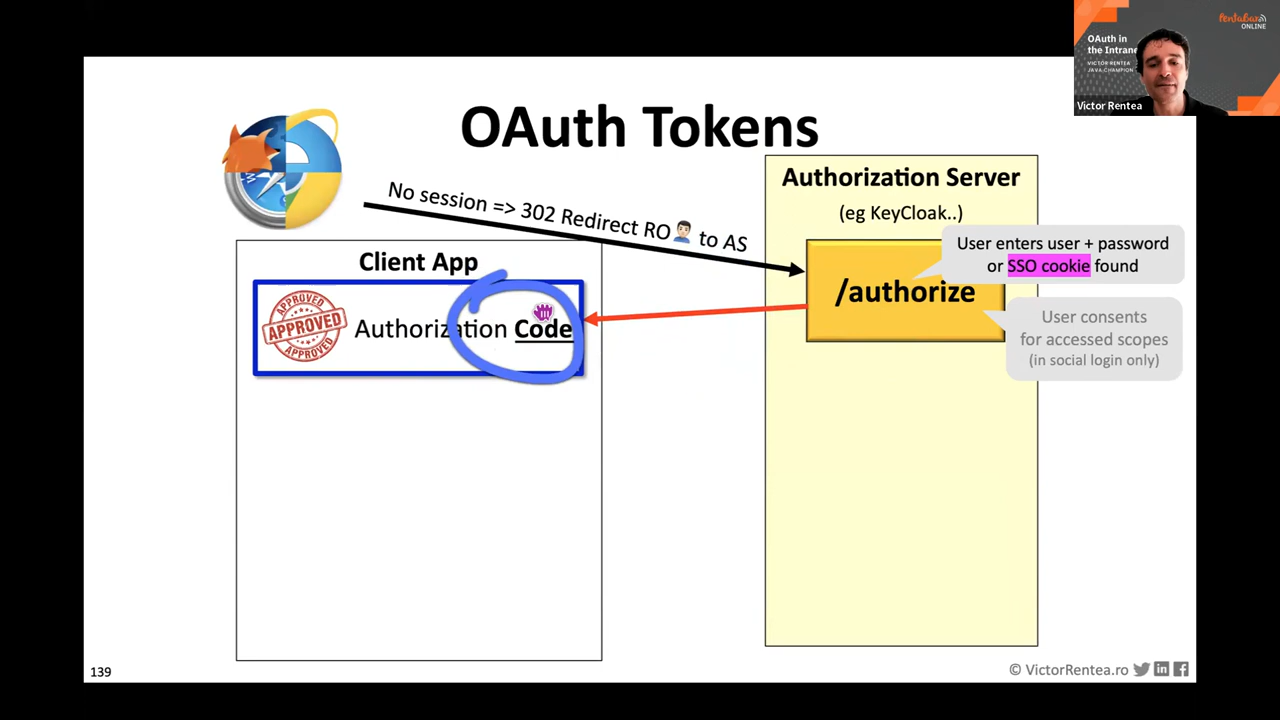 OAuth Tokens
No session => 302 Redirect RO to AS
Client App
APPROVED
APPROVED
APPROVED
Authorization Code
Authorization Server
(eg KeyCloak..)
/authorize
User enters user + password
or SSO cookie found
User consents
for accessed scopes
(in social login only)
139
© VictorRentea.ro
PentaBar
ONLINE
OAuth in
the Intrane
VICTOR RENTEA
JAVA CHAMPION
Victor Rentea